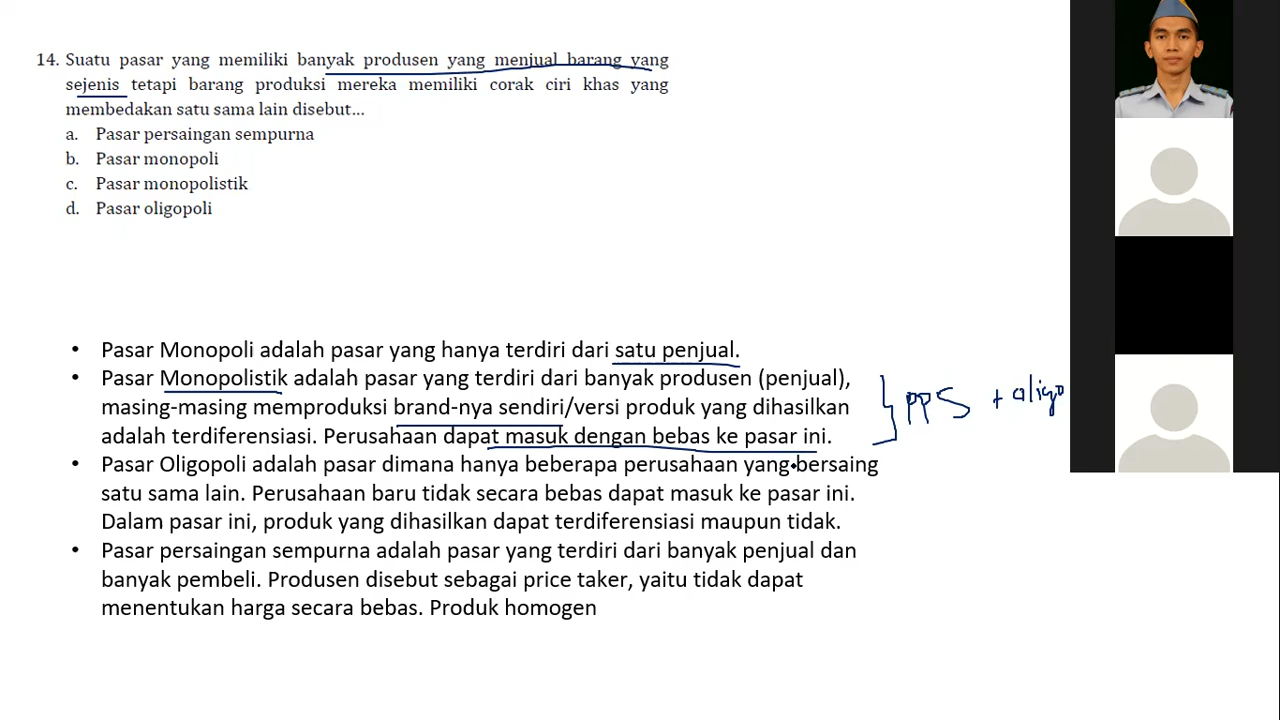 14. Suatu pasar yang memiliki banyak produsen yang menjual barang yang
sejenis tetapi barang produksi mereka memiliki corak ciri khas yang
membedakan satu sama lain disebut...
a. Pasar persaingan sempurna
b. Pasar monopoli
c. Pasar monopolistik
d. Pasar oligopoli
• Pasar Monopoli adalah pasar yang hanya terdiri dari satu penjual.
• Pasar Monopolistik adalah pasar yang terdiri dari banyak produsen (penjual),
masing-masing memproduksi brand-nya sendiri/versi produk yang dihasilkan
adalah terdiferensiasi. Perusahaan dapat masuk dengan bebas ke pasar ini.
PPS + oligo
• Pasar Oligopoli adalah pasar dimana hanya beberapa perusahaan yang bersaing
satu sama lain. Perusahaan baru tidak secara bebas dapat masuk ke pasar ini.
Dalam pasar ini, produk yang dihasilkan dapat terdiferensiasi maupun tidak.
• Pasar persaingan sempurna adalah pasar yang terdiri dari banyak penjual dan
banyak pembeli. Produsen disebut sebagai price taker, yaitu tidak dapat
menentukan harga secara bebas. Produk homogen